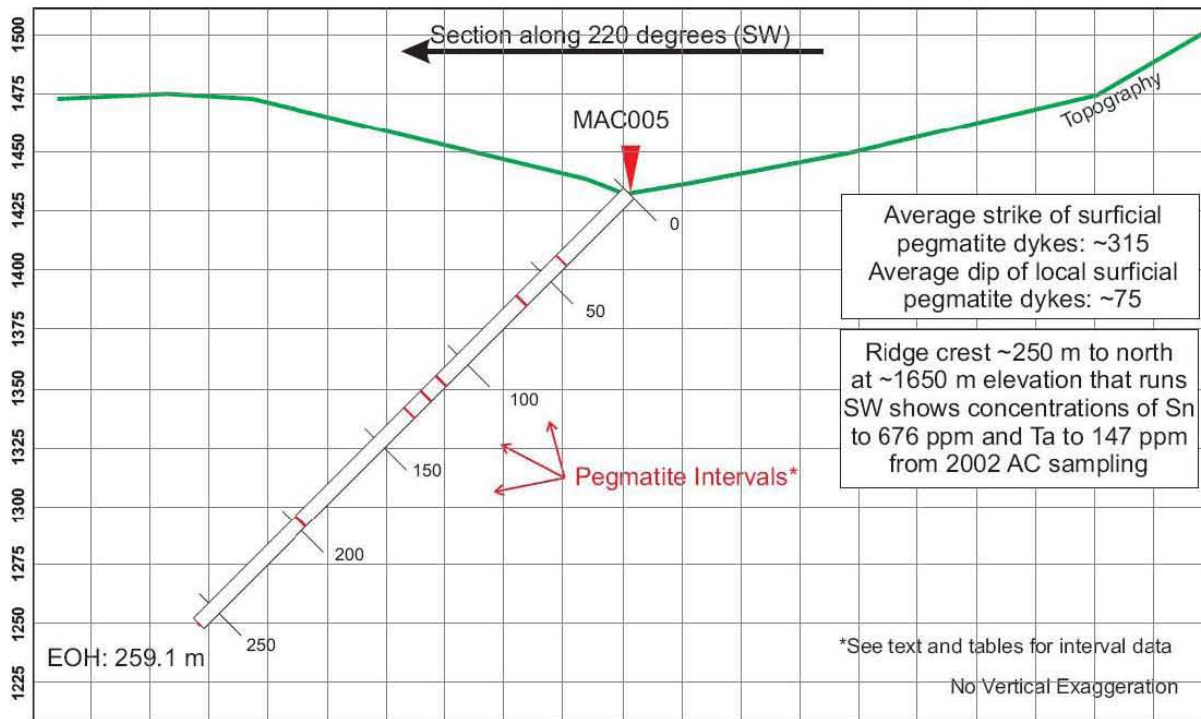 1500
1475
1450
1425
1400
1375
1350
1325
1300
1275
1250
1225
Section along 220 degrees (SW)
MAC005
Topography
0
50
100
150
200
250
Average strike of surficial
pegmatite dykes: ~315
Average dip of local surficial
pegmatite dykes: ~75
Ridge crest ~250 m to north
at ~1650 m elevation that runs
SW shows concentrations of Sn
to 676 ppm and Ta to 147 ppm
from 2002 AC sampling
Pegmatite Intervals*
EOH: 259.1 m
*See text and tables for interval data
No Vertical Exaggeration